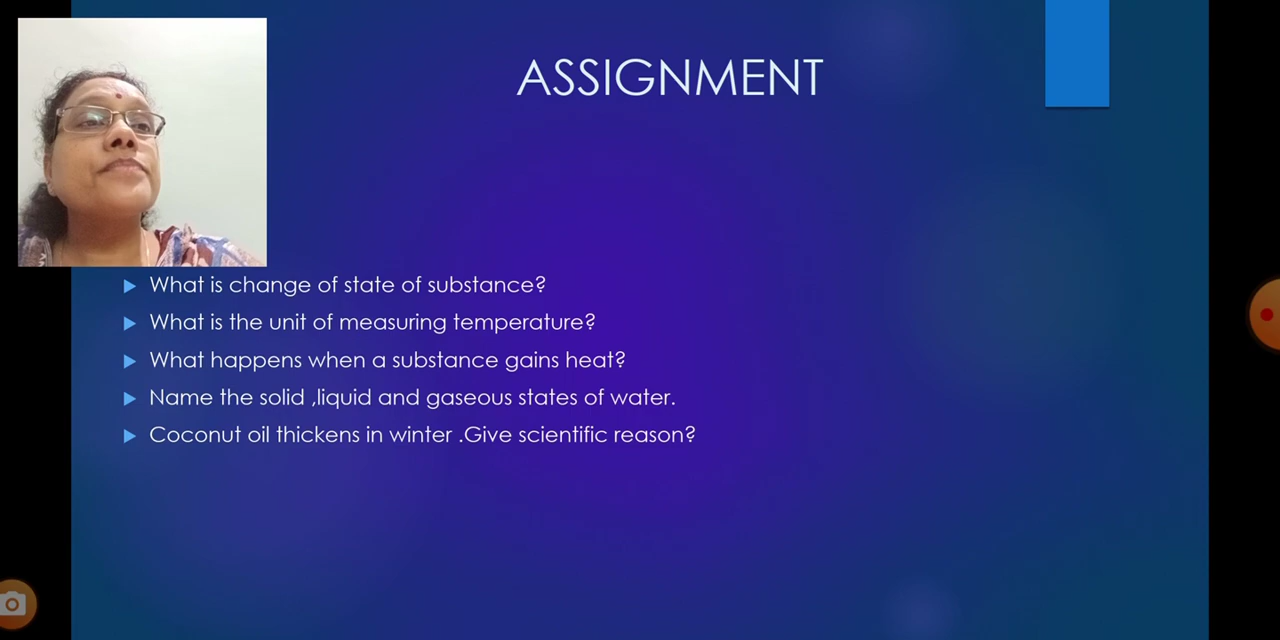 ASSIGNMENT
What is change of state of substance?
What is the unit of measuring temperature?
What happens when a substance gains heat?
Name the solid ,liquid and gaseous states of water.
Coconut oil thickens in winter .Give scientific reason?